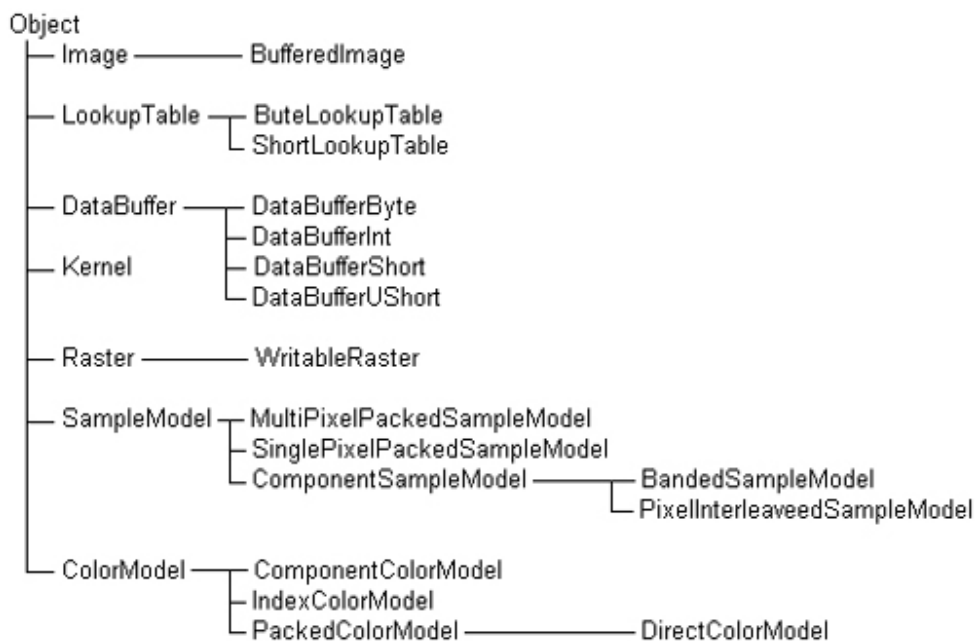 Object
Image BufferedImage
LookupTable ButeLookupTable
ShortLookupTable
DataBuffer DataBufferByte
DataBufferInt
Kernel DataBufferShort
DataBufferUShort
Raster WritableRaster
SampleModel MultiPixelPackedSampleModel
SinglePixelPackedSampleModel
ComponentSampleModel BandedSampleModel
PixelInterleaveedSampleModel
ColorModel ComponentColorModel
IndexColorModel
PackedColorModel DirectColorModel